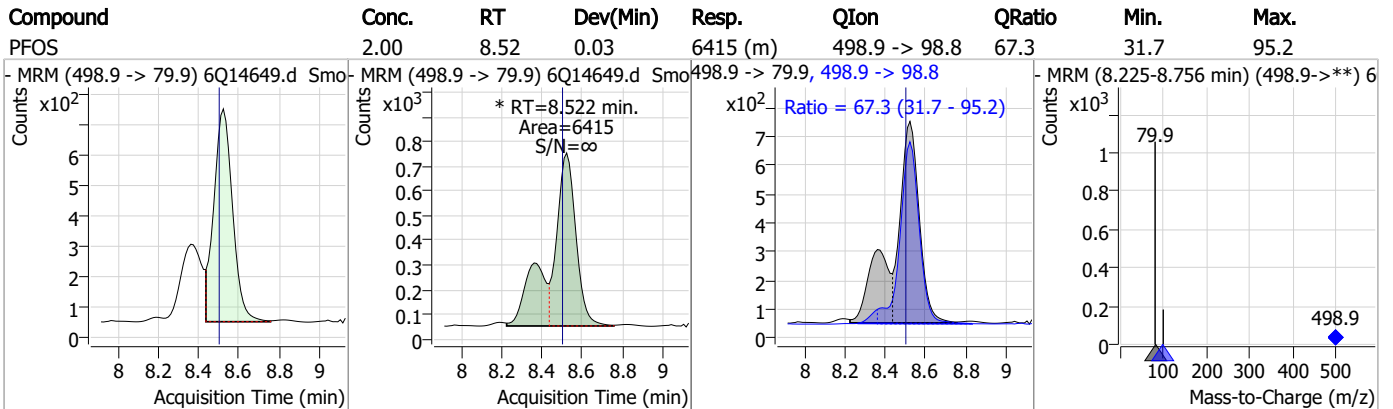 Compound Conc. RT Dev(Min) Resp. QIon QRatio Min. Max.
PFOS 2.00 8.52 0.03 6415 (m) 498.9 -> 98.8 67.3 31.7 95.2
- MRM (498.9 -> 79.9) 6Q14649.d Smo
Counts
x10²
7
6
5
4
3
2
1
0
8 8.2 8.4 8.6 8.8 9
Acquisition Time (min)
- MRM (498.9 -> 79.9) 6Q14649.d Smo
Counts
x10³
* RT=8.522 min.
Area=6415
S/N=∞
0.8
0.7
0.6
0.5
0.4
0.3
0.2
0.1
0
8 8.2 8.4 8.6 8.8 9
Acquisition Time (min)
498.9 -> 79.9, 498.9 -> 98.8
x10²
Ratio = 67.3 (31.7 - 95.2)
7
6
5
4
3
2
1
0
8 8.2 8.4 8.6 8.8 9
Acquisition Time (min)
- MRM (8.225-8.756 min) (498.9->**) 6
Counts
x10³
79.9
1
0.8
0.6
0.4
0.2
0
498.9
100 200 300 400 500
Mass-to-Charge (m/z)